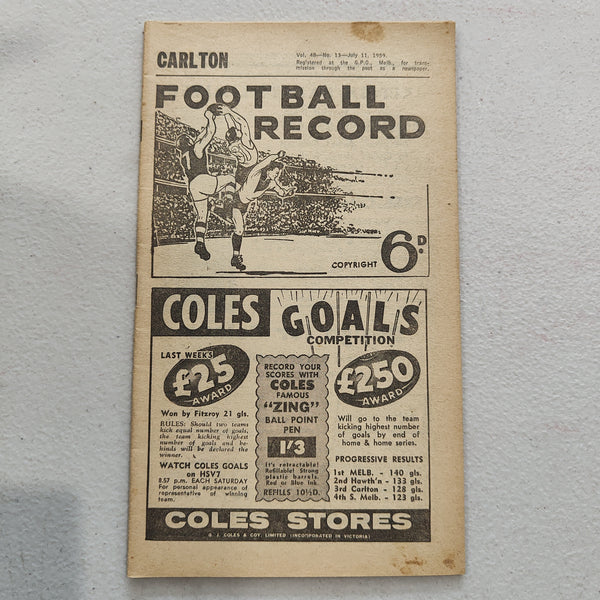 CARLTON
Vol. 48—No. 13—July 11, 1959.
Registered at the G.P.O., Melb., for trans-
mission through the post as a newspaper.
FOOTBALL
RECORD
COPYRIGHT 6D.
COLES GOALS
COMPETITION
LAST WEEK'S
£25
AWARD
Won by Fitzroy 21 gls.
RULES: Should two teams
kick equal number of goals,
the team kicking highest
number of goals and be-
hinds will be declared the
winner.
WATCH COLES GOALS
on HSV7
8.57 p.m. EACH SATURDAY
For personal appearance of
representative of winning
team.
RECORD YOUR
SCORES WITH
COLES
FAMOUS
"ZING"
BALL POINT
PEN
1/3
It's retractable!
Refillable! Strong
plastic barrels.
Red or Blue Ink.
REFILLS 10½D.
£250
AWARD
Will go to the team
kicking highest number
of goals by end of
home & home series.
PROGRESSIVE RESULTS
1st MELB. - 140 gls.
2nd Hawth'n - 133 gls.
3rd Carlton - 128 gls.
4th S. Melb. - 123 gls.
COLES STORES
G. J. COLES & COY. LIMITED (INCORPORATED IN VICTORIA)